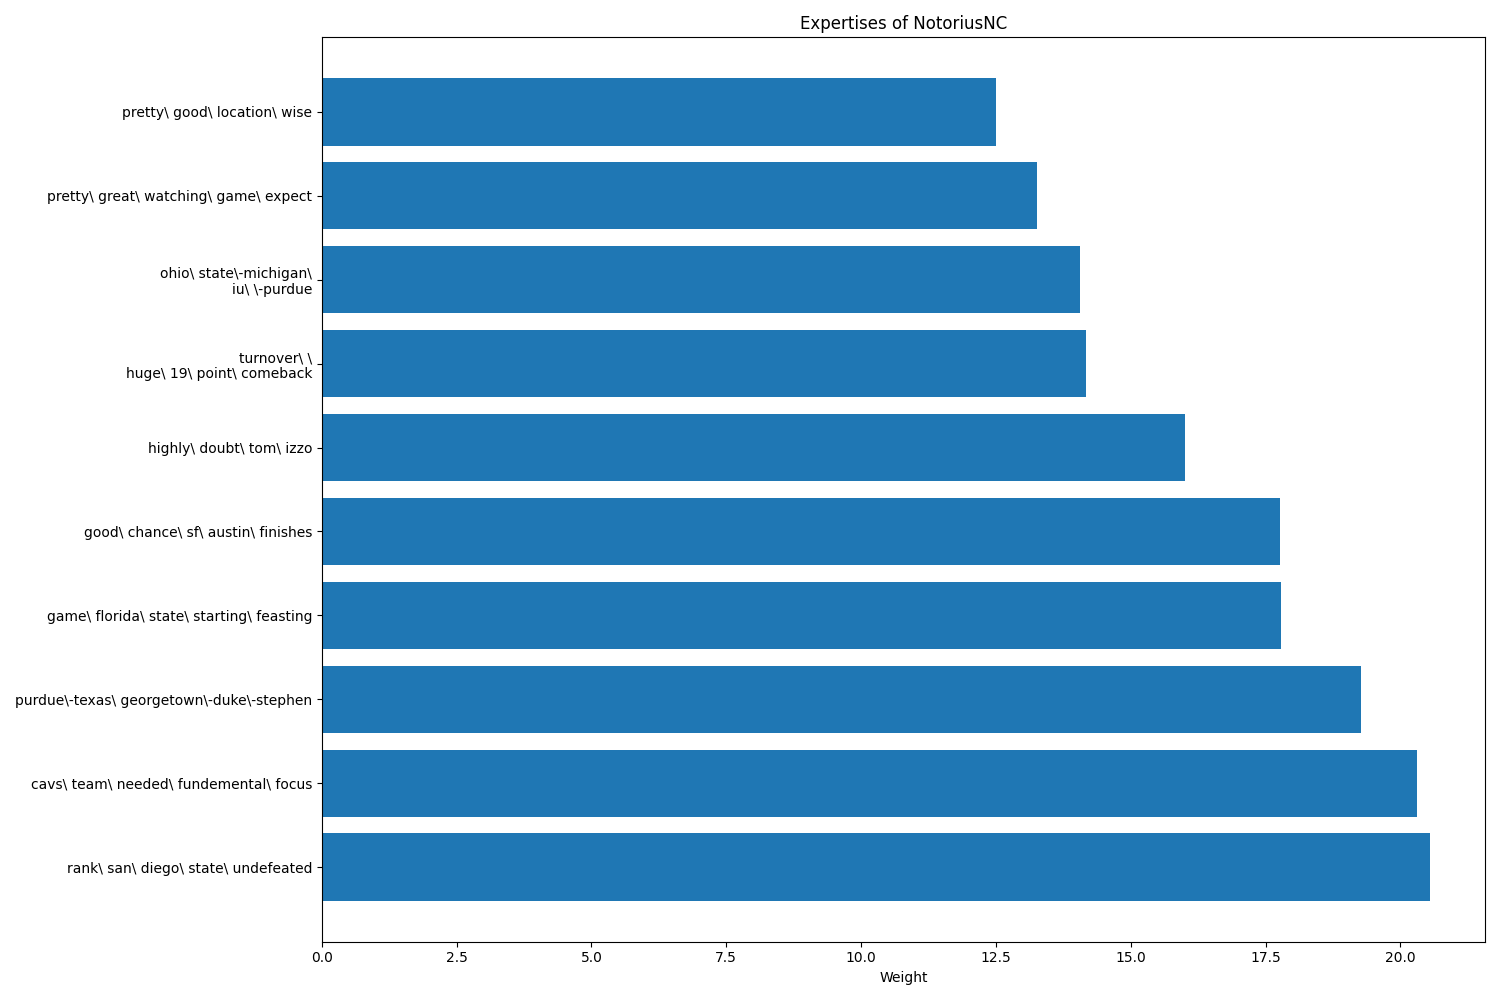 Expertises of NotoriusNC
pretty\ good\ location\ wise
pretty\ great\ watching\ game\ expect
ohio\ state\-michigan\
iu\ \-purdue
turnover\ \
huge\ 19\ point\ comeback
highly\ doubt\ tom\ izzo
good\ chance\ sf\ austin\ finishes
game\ florida\ state\ starting\ feasting
purdue\-texas\ georgetown\-duke\-stephen
cavs\ team\ needed\ fundemental\ focus
rank\ san\ diego\ state\ undefeated
0.0 2.5 5.0 7.5 10.0 12.5 15.0 17.5 20.0
Weight